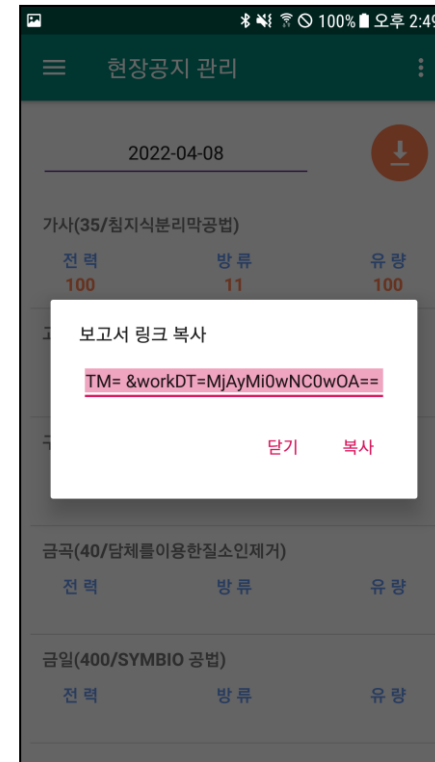 100% 오후 2:49
현장공지 관리
2022-04-08
가사(35/침지식분리막공법)
전 력 방 류 유 량
100 11 100
보고서 링크 복사
TM= &workDT=MjAyMi0wNC0wOA==
닫기 복사
금곡(40/담체를이용한질소인제거)
전 력 방 류 유 량
금일(400/SYMBIO 공법)
전 력 방 류 유 량